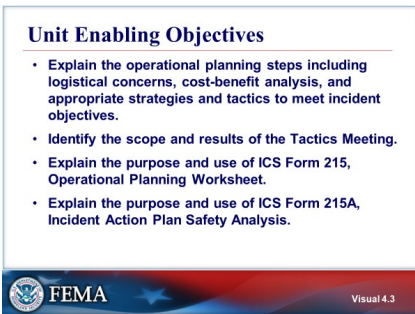 Unit Enabling Objectives
• Explain the operational planning steps including
logistical concerns, cost-benefit analysis, and
appropriate strategies and tactics to meet incident
objectives.
• Identify the scope and results of the Tactics Meeting.
• Explain the purpose and use of ICS Form 215,
Operational Planning Worksheet.
• Explain the purpose and use of ICS Form 215A,
Incident Action Plan Safety Analysis.
FEMA
Visual 4.3